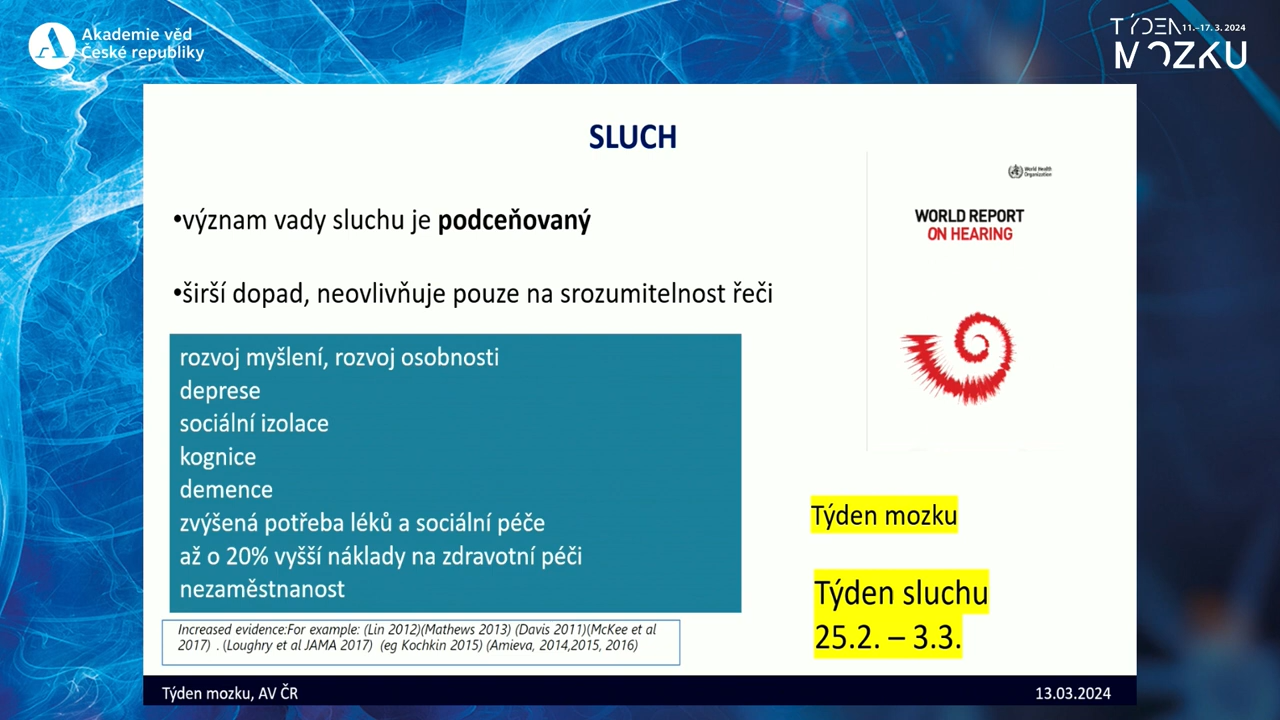 Akademie věd
České republiky
TÝDEN 11.–17. 3. 2024
MOZKU
SLUCH
•význam vady sluchu je podceňovaný
•širší dopad, neovlivňuje pouze na srozumitelnost řeči
rozvoj myšlení, rozvoj osobnosti
deprese
sociální izolace
kognice
demence
zvýšená potřeba léků a sociální péče
až o 20% vyšší náklady na zdravotní péči
nezaměstnanost
Increased evidence:For example: (Lin 2012)(Mathews 2013) (Davis 2011)(McKee et al
2017) . (Loughry et al JAMA 2017) (eg Kochkin 2015) (Amieva, 2014,2015, 2016)
World Health
Organization
WORLD REPORT
ON HEARING
Týden mozku
Týden sluchu
25.2. – 3.3.
Týden mozku, AV ČR
13.03.2024